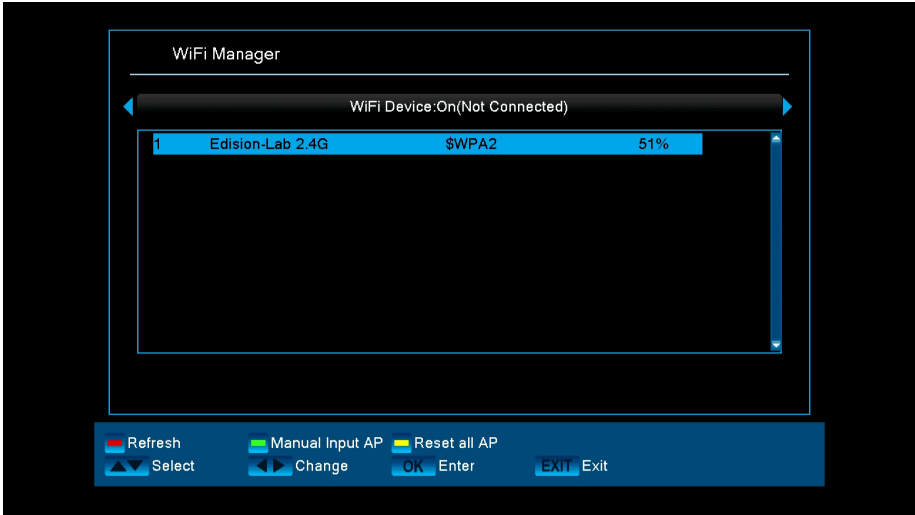 WiFi Manager
WiFi Device:On(Not Connected)
1 Edision-Lab 2.4G $WPA2 51%
Refresh Manual Input AP Reset all AP
Select Change OK Enter EXIT Exit